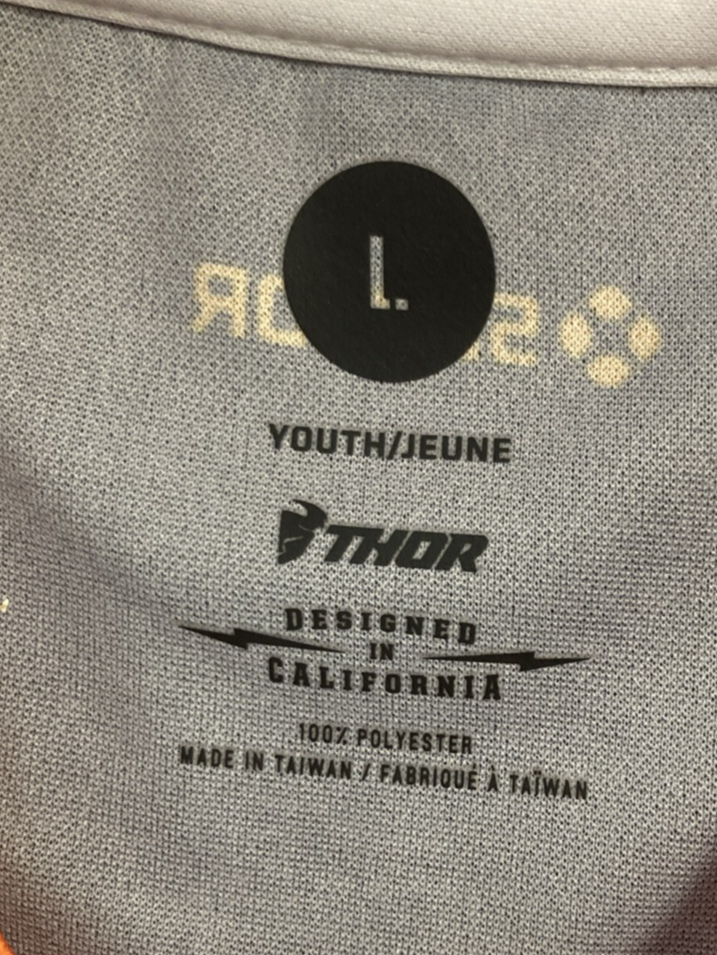 L.
YOUTH/JEUNE
THOR
DESIGNED
IN
CALIFORNIA
100% POLYESTER
MADE IN TAIWAN / FABRIQUÉ À TAÏWAN